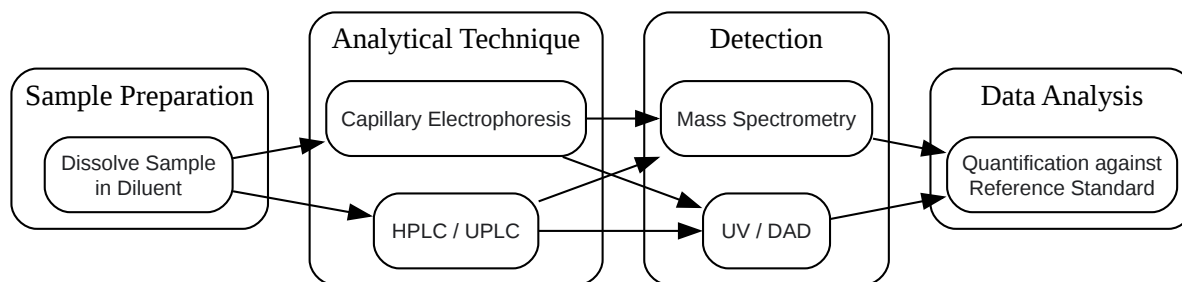 Sample Preparation
Dissolve Sample
in Diluent
Analytical Technique
Capillary Electrophoresis
HPLC / UPLC
Detection
Mass Spectrometry
UV / DAD
Data Analysis
Quantification against
Reference Standard